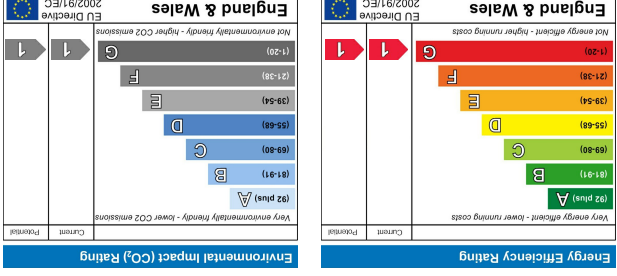 Energy Efficiency Rating
Current Potential
Very energy efficient - lower running costs
(92 plus) A
(81-91) B
(69-80) C
(55-68) D
(39-54) E
(21-38) F
(1-20) G
1 1
Not energy efficient - higher running costs
England & Wales
EU Directive
2002/91/EC
Environmental Impact (CO₂) Rating
Current Potential
Very environmentally friendly - lower CO2 emissions
(92 plus) A
(81-91) B
(69-80) C
(55-68) D
(39-54) E
(21-38) F
(1-20) G
1 1
Not environmentally friendly - higher CO2 emissions
England & Wales
EU Directive
2002/91/EC